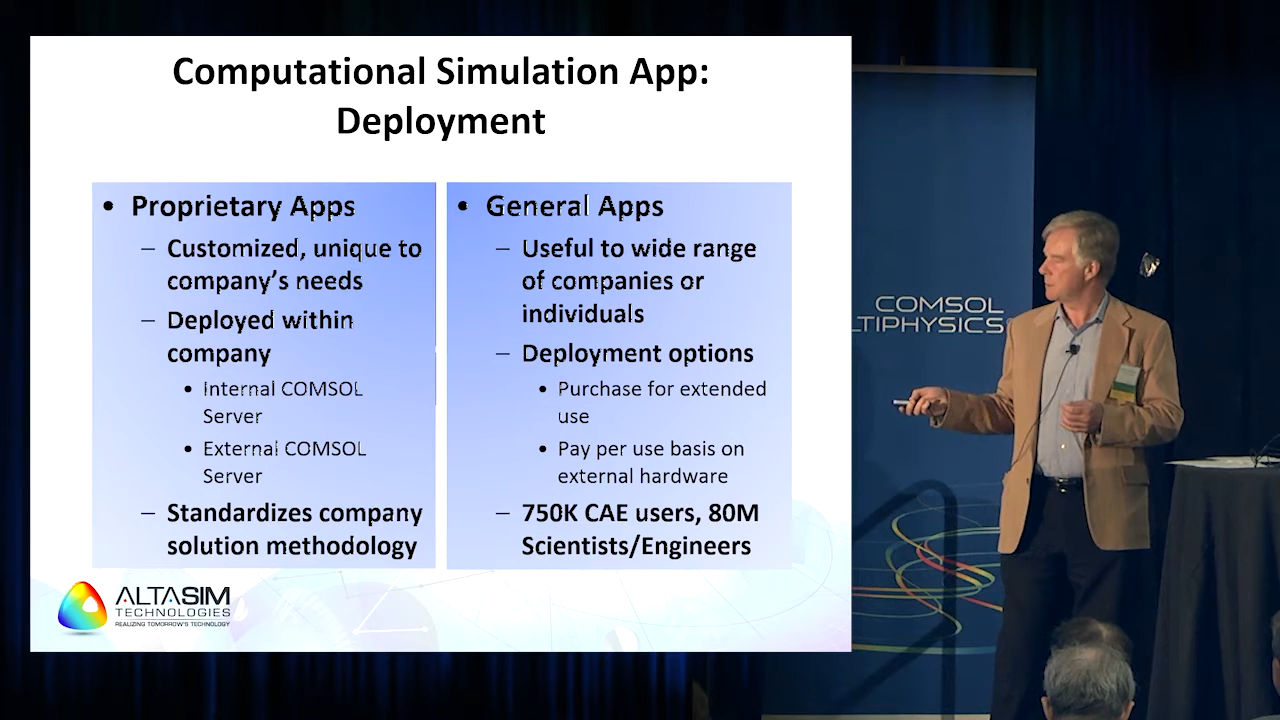 Computational Simulation App:
Deployment
• Proprietary Apps
– Customized, unique to
company's needs
– Deployed within
company
• Internal COMSOL
Server
• External COMSOL
Server
– Standardizes company
solution methodology
• General Apps
– Useful to wide range
of companies or
individuals
– Deployment options
• Purchase for extended
use
• Pay per use basis on
external hardware
– 750K CAE users, 80M
Scientists/Engineers
ALTASIM
TECHNOLOGIES
REALIZING TOMORROW'S TECHNOLOGY
COMSOL
LTIPHYSICS®